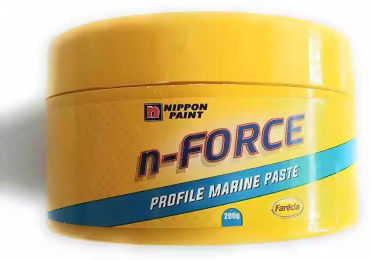 NIPPON
PAINT
n-FORCE
PROFILE MARINE PASTE
200g
Farécla